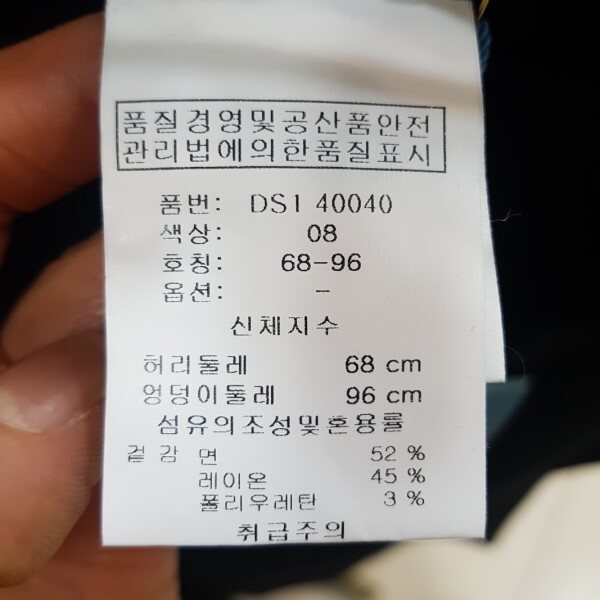 품질경영및공산품안전
관리법에의한품질표시
품번: DS1 40040
색상: 08
호칭: 68-96
옵션: -
신체지수
허리둘레 68 cm
엉덩이둘레 96 cm
섬유의조성및혼용률
겉감 면 52 %
레이온 45 %
폴리우레탄 3 %
취급주의